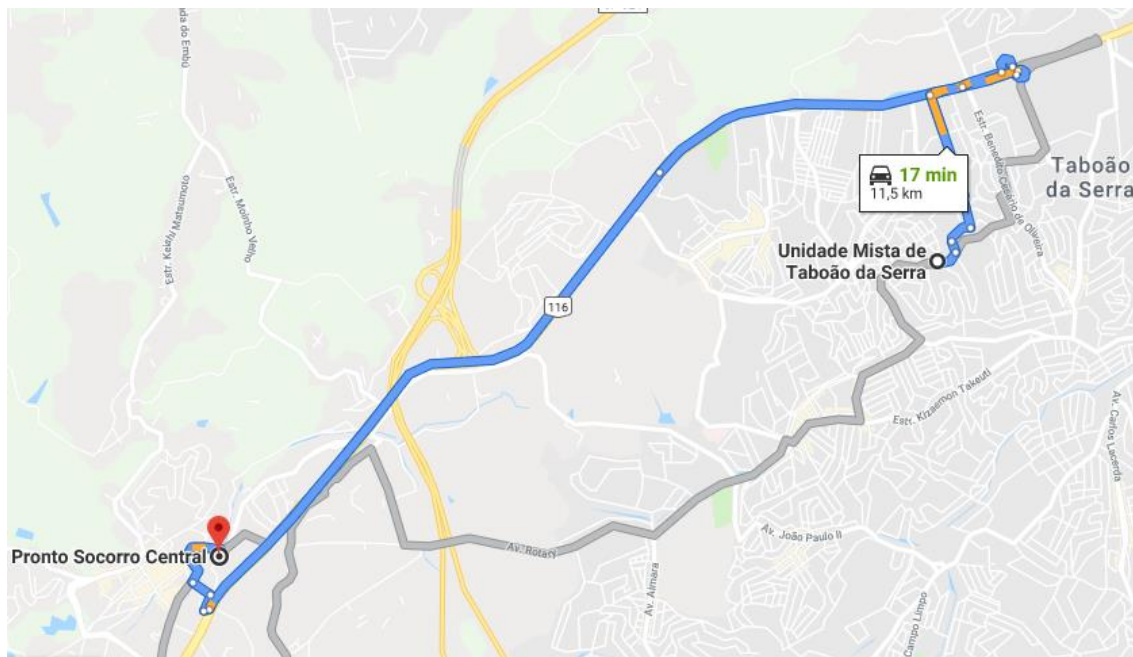 Estr. Keishi Matsumoto
Estr. Moinho Velho
116
17 min
11,5 km
Estr. Benedito Cesário de Oliveira
Taboão
da Serra
Unidade Mista de
Taboão da Serra
Estr. Kizaemon Takeuti
Av. Carlos Lacerda
Pronto Socorro Central
Av. Rotary
Av. João Paulo II
Av. Almara
Campo Limpo